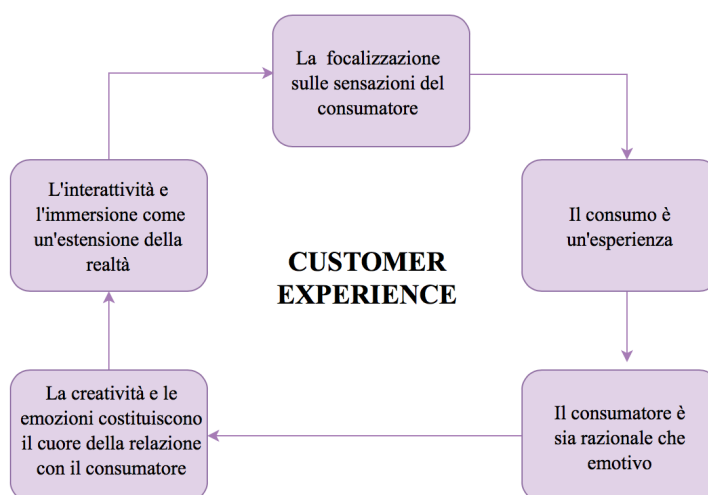 La focalizzazione
sulle sensazioni del
consumatore
L'interattività e
l'immersione come
un'estensione della
realtà
Il consumo è
un'esperienza
CUSTOMER
EXPERIENCE
La creatività e le
emozioni costituiscono
il cuore della relazione
con il consumatore
Il consumatore è
sia razionale che
emotivo